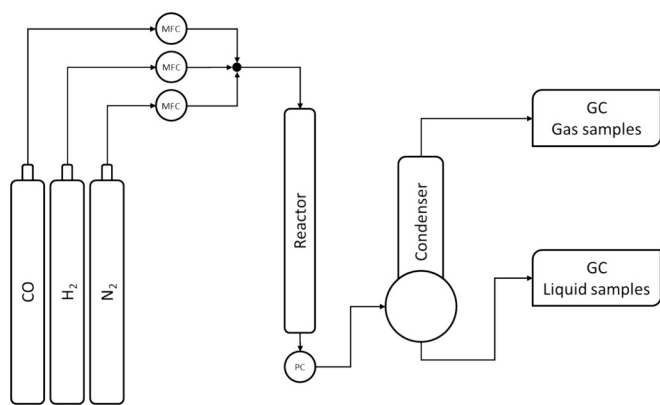 MFC
MFC
MFC
CO
H₂
N₂
Reactor
PC
Condenser
GC
Gas samples
GC
Liquid samples